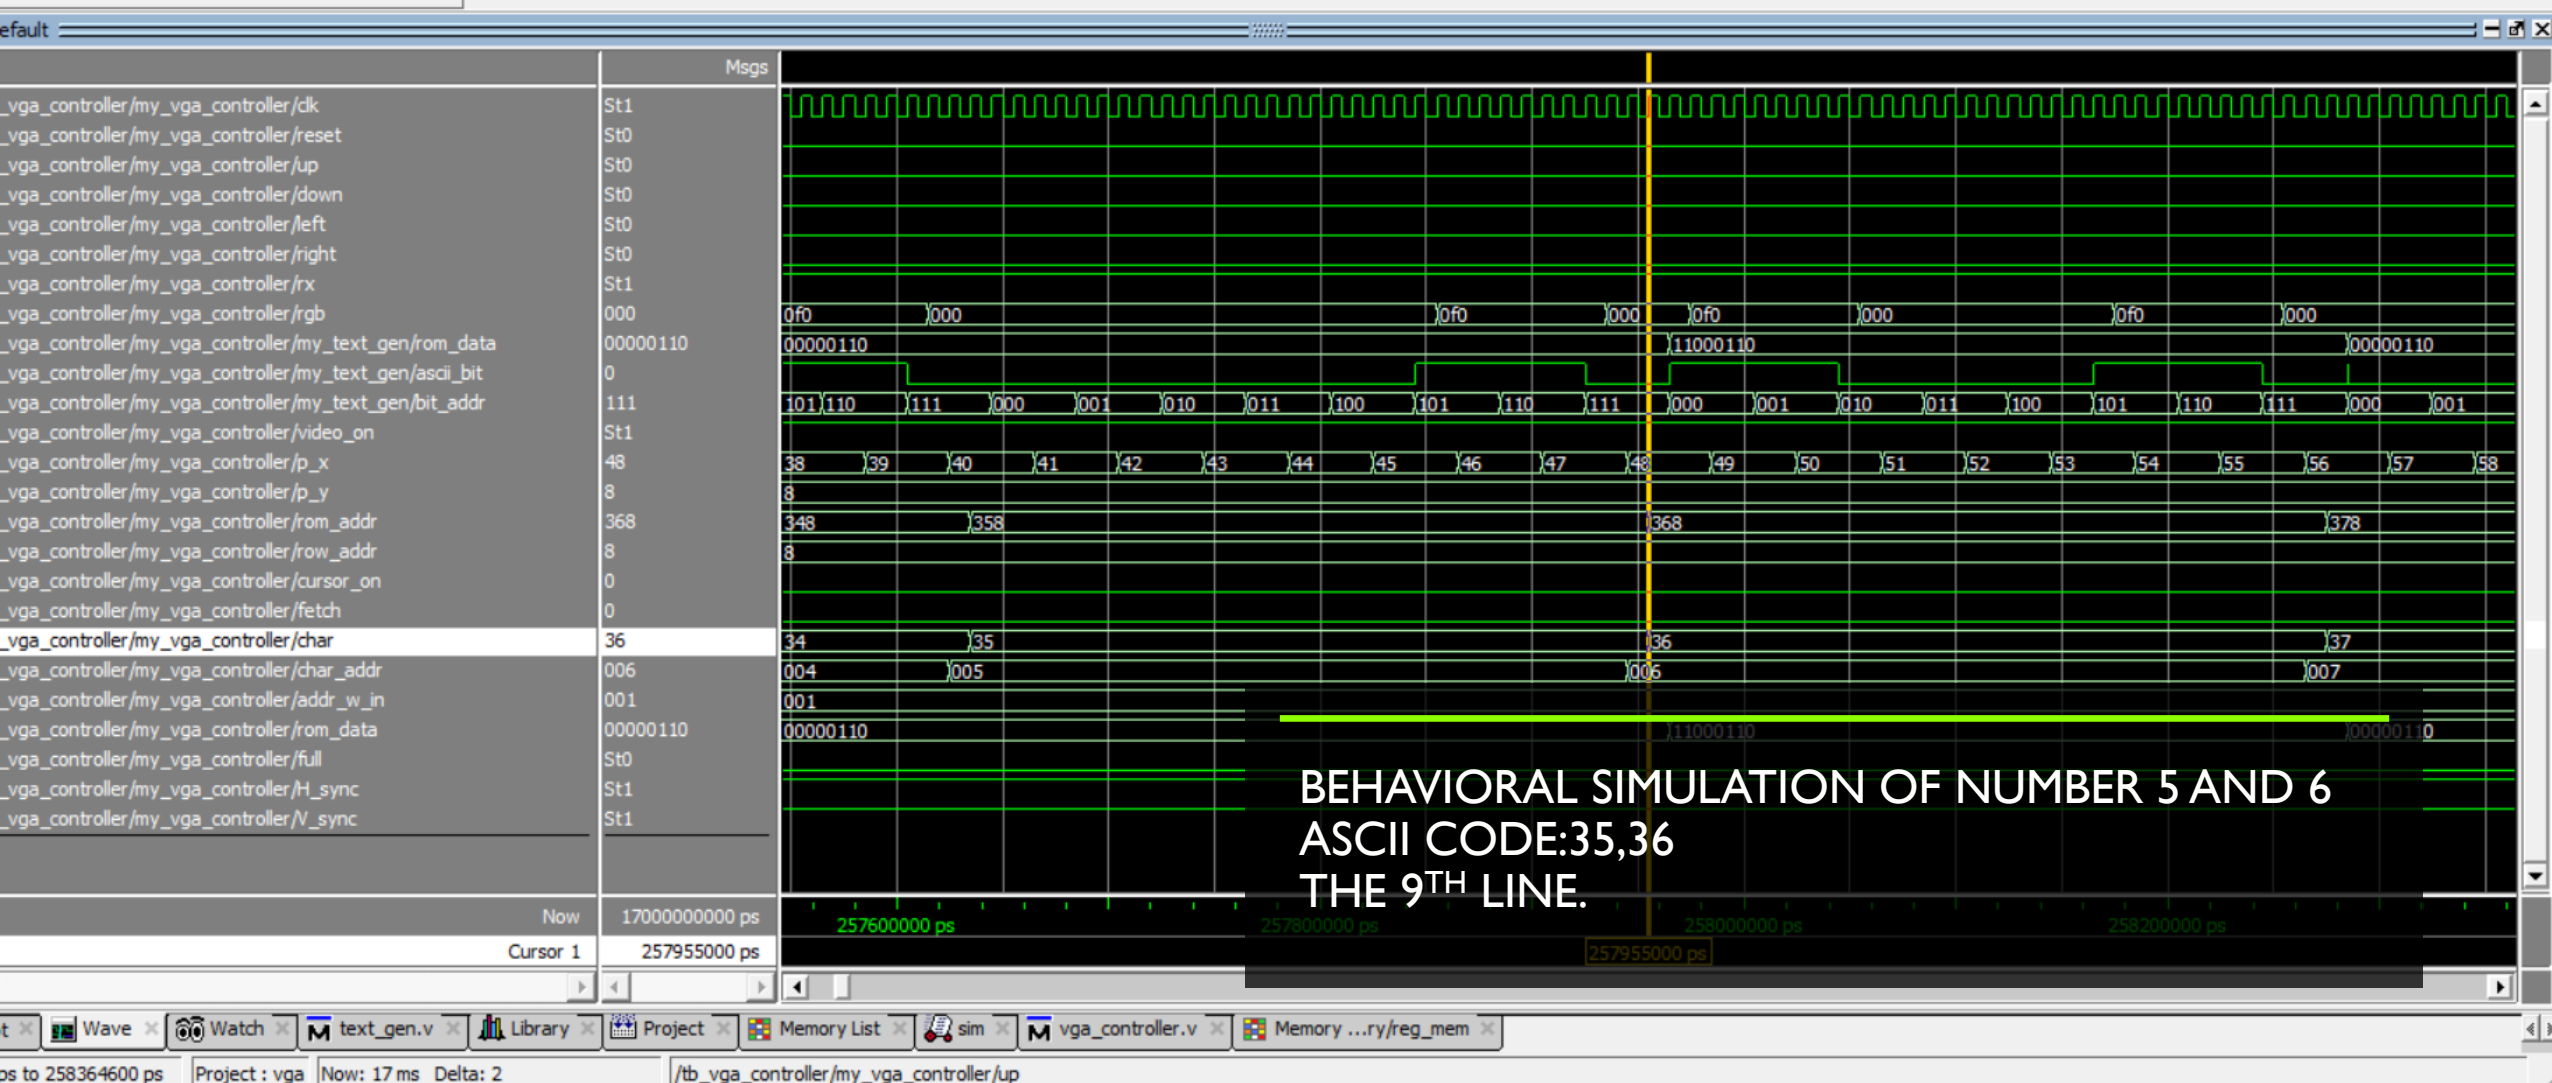 efault
Msgs
_vga_controller/my_vga_controller/clk St1
_vga_controller/my_vga_controller/reset St0
_vga_controller/my_vga_controller/up St0
_vga_controller/my_vga_controller/down St0
_vga_controller/my_vga_controller/left St0
_vga_controller/my_vga_controller/right St0
_vga_controller/my_vga_controller/rx St1
_vga_controller/my_vga_controller/rgb 000 0f0 000 0f0 000 0f0 000 0f0 000
_vga_controller/my_vga_controller/my_text_gen/rom_data 00000110 00000110 11000110 00000110
_vga_controller/my_vga_controller/my_text_gen/ascii_bit 0
_vga_controller/my_vga_controller/my_text_gen/bit_addr 111 101 110 111 000 001 010 011 100 101 110 111 000 001 010 011 100 101 110 111 000 001
_vga_controller/my_vga_controller/video_on St1
_vga_controller/my_vga_controller/p_x 48 38 39 40 41 42 43 44 45 46 47 48 49 50 51 52 53 54 55 56 57 58
_vga_controller/my_vga_controller/p_y 8 8
_vga_controller/my_vga_controller/rom_addr 368 348 358 368 378
_vga_controller/my_vga_controller/row_addr 8 8
_vga_controller/my_vga_controller/cursor_on 0
_vga_controller/my_vga_controller/fetch 0
_vga_controller/my_vga_controller/char 36 34 35 36 37
_vga_controller/my_vga_controller/char_addr 006 004 005 006 007
_vga_controller/my_vga_controller/addr_w_in 001 001
_vga_controller/my_vga_controller/rom_data 00000110 00000110 11000110 00000110
_vga_controller/my_vga_controller/full St0
_vga_controller/my_vga_controller/H_sync St1
_vga_controller/my_vga_controller/V_sync St1
BEHAVIORAL SIMULATION OF NUMBER 5 AND 6
ASCII CODE:35,36
THE 9TH LINE.
Now 17000000000 ps 257600000 ps 257800000 ps 258000000 ps 258200000 ps
Cursor 1 257955000 ps 257955000 ps
t Wave Watch text_gen.v Library Project Memory List sim vga_controller.v Memory ...ry/reg_mem
ps to 258364600 ps Project : vga Now: 17 ms Delta: 2 /tb_vga_controller/my_vga_controller/up